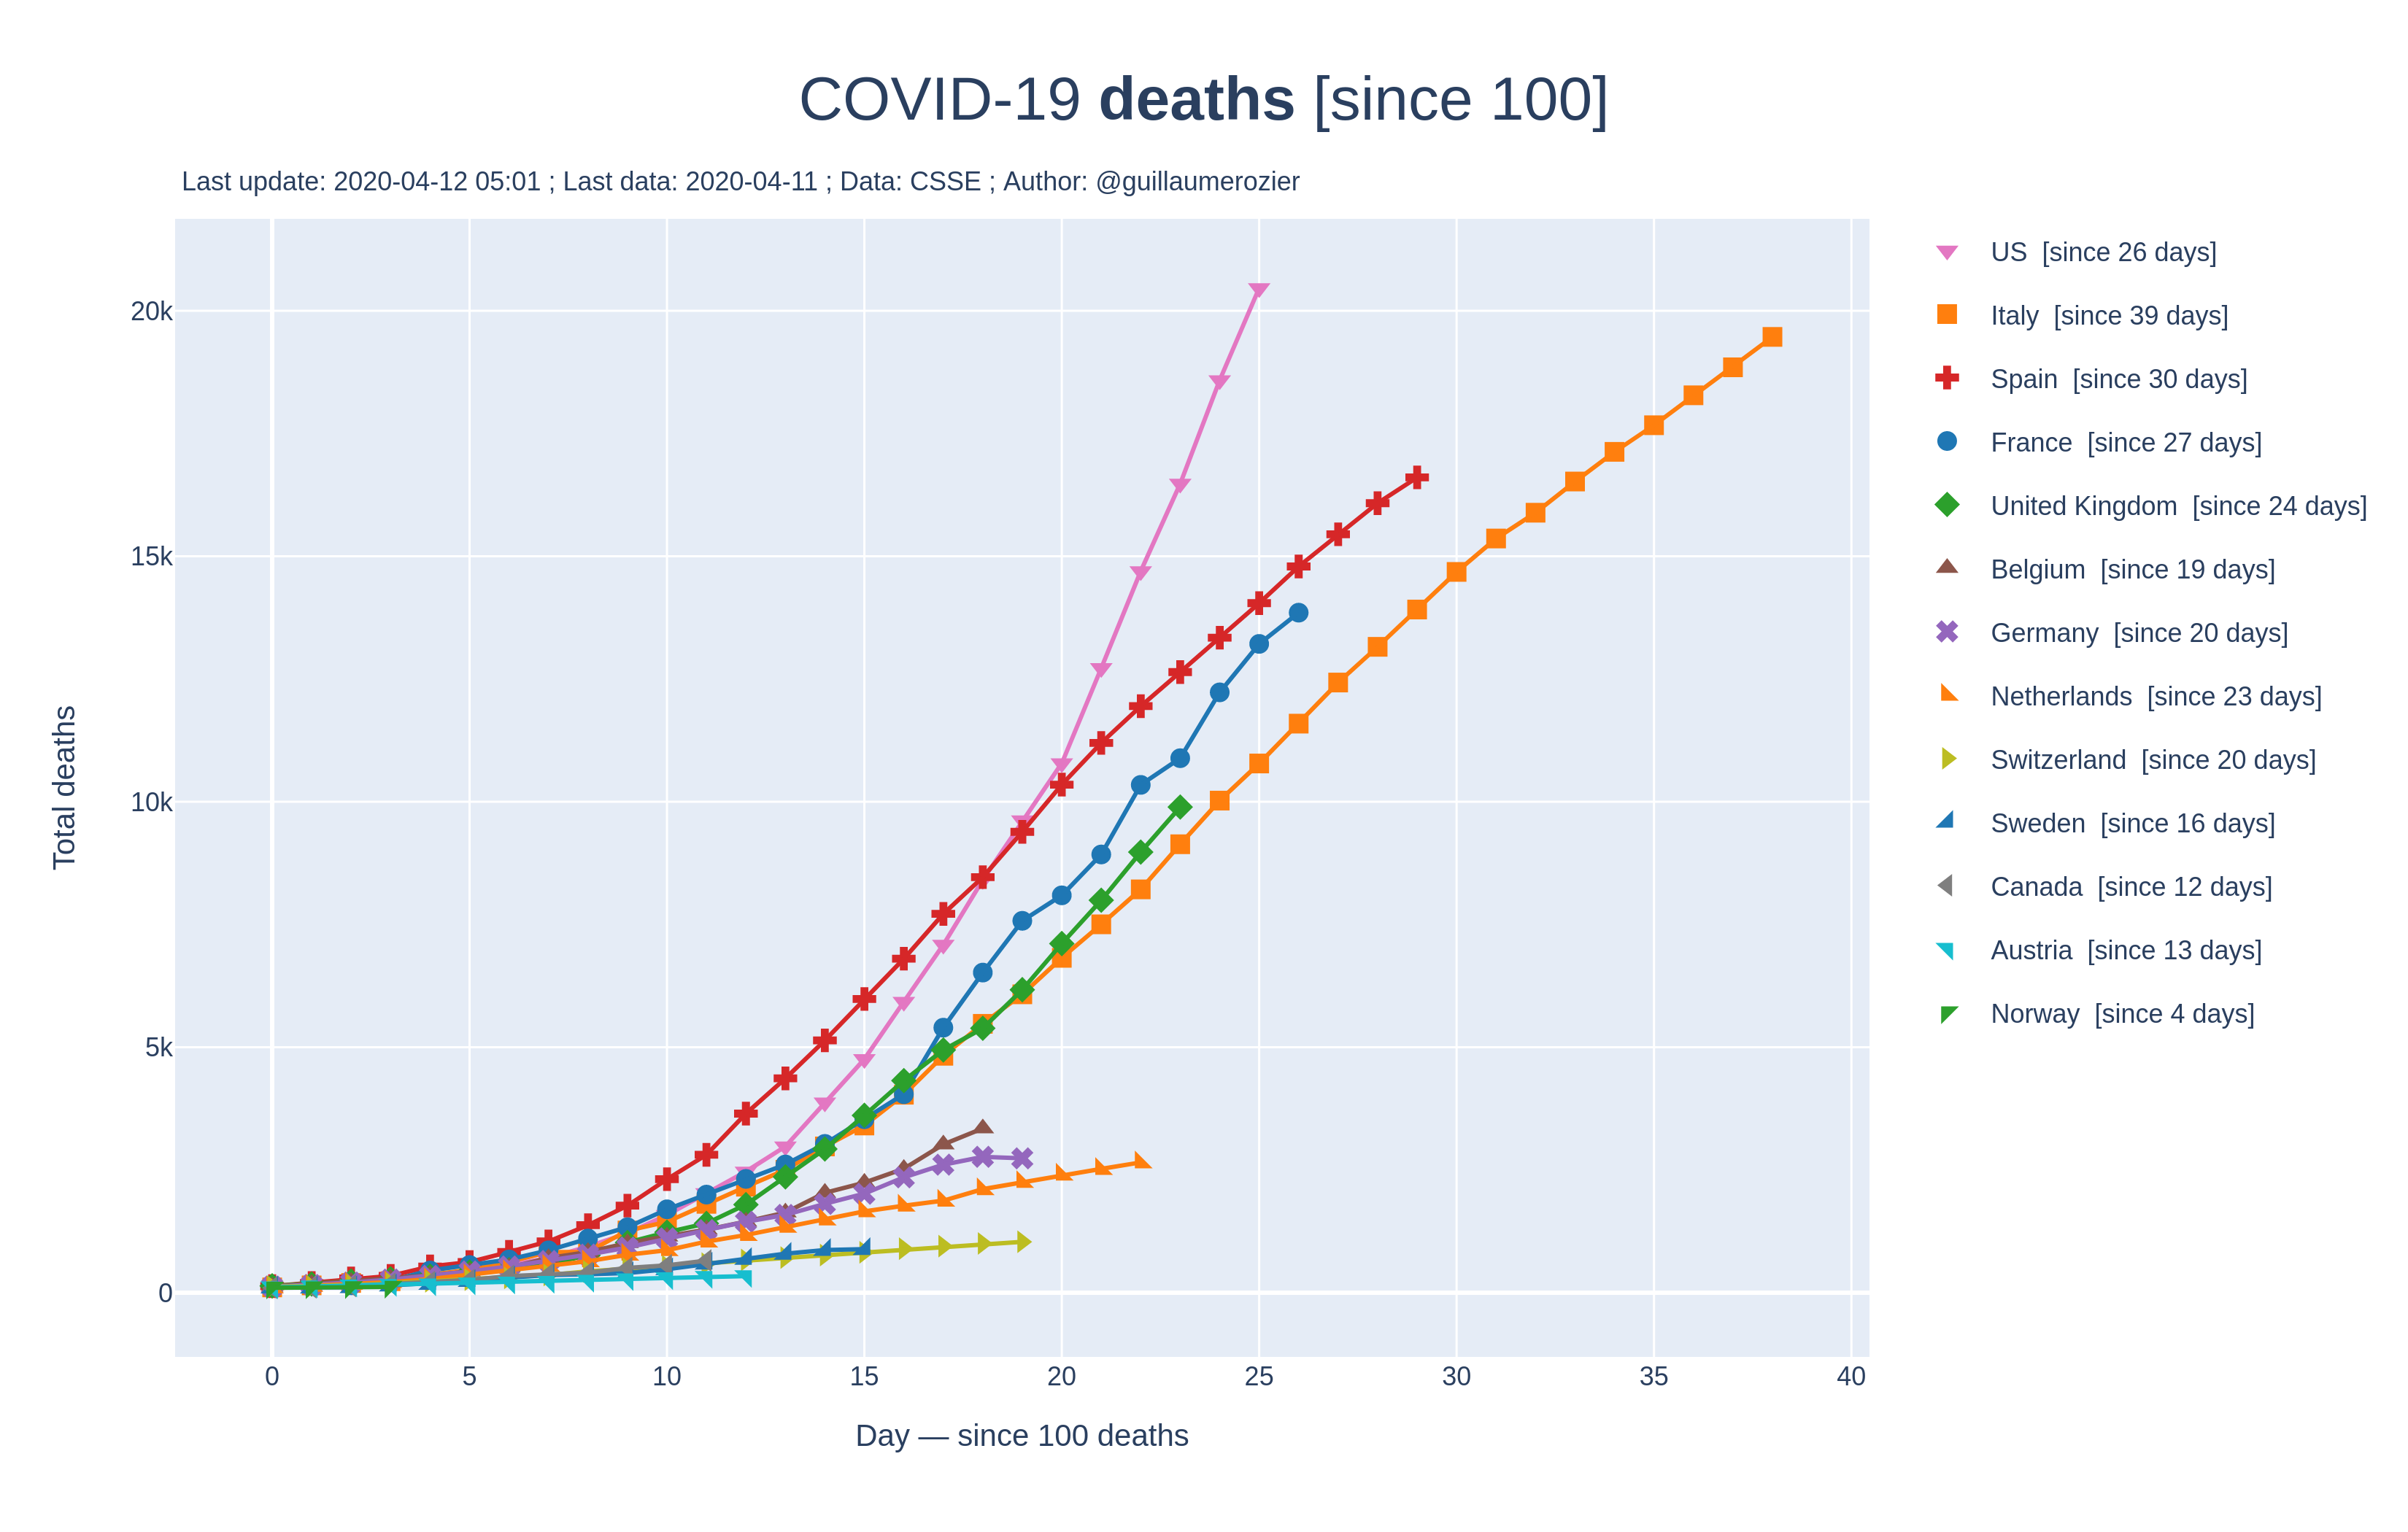 COVID-19 deaths [since 100]
Last update: 2020-04-12 05:01 ; Last data: 2020-04-11 ; Data: CSSE ; Author: @guillaumerozier
20k
15k
10k
5k
0
Total deaths
0 5 10 15 20 25 30 35 40
Day — since 100 deaths
US [since 26 days]
Italy [since 39 days]
Spain [since 30 days]
France [since 27 days]
United Kingdom [since 24 days]
Belgium [since 19 days]
Germany [since 20 days]
Netherlands [since 23 days]
Switzerland [since 20 days]
Sweden [since 16 days]
Canada [since 12 days]
Austria [since 13 days]
Norway [since 4 days]